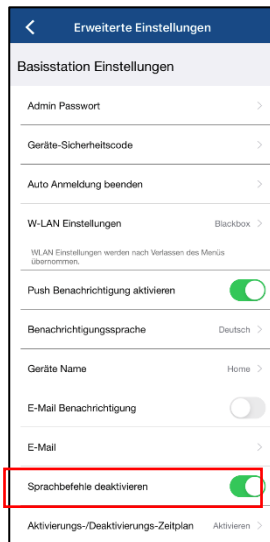 Erweiterte Einstellungen
Basisstation Einstellungen
Admin Passwort
Geräte-Sicherheitscode
Auto Anmeldung beenden
W-LAN Einstellungen Blackbox
WLAN Einstellungen werden nach Verlassen des Menüs
übernommen.
Push Benachrichtigung aktivieren
Benachrichtigungssprache Deutsch
Geräte Name Home
E-Mail Benachrichtigung
E-Mail
Sprachbefehle deaktivieren
Aktivierungs-/Deaktivierungs-Zeitplan Aktivieren